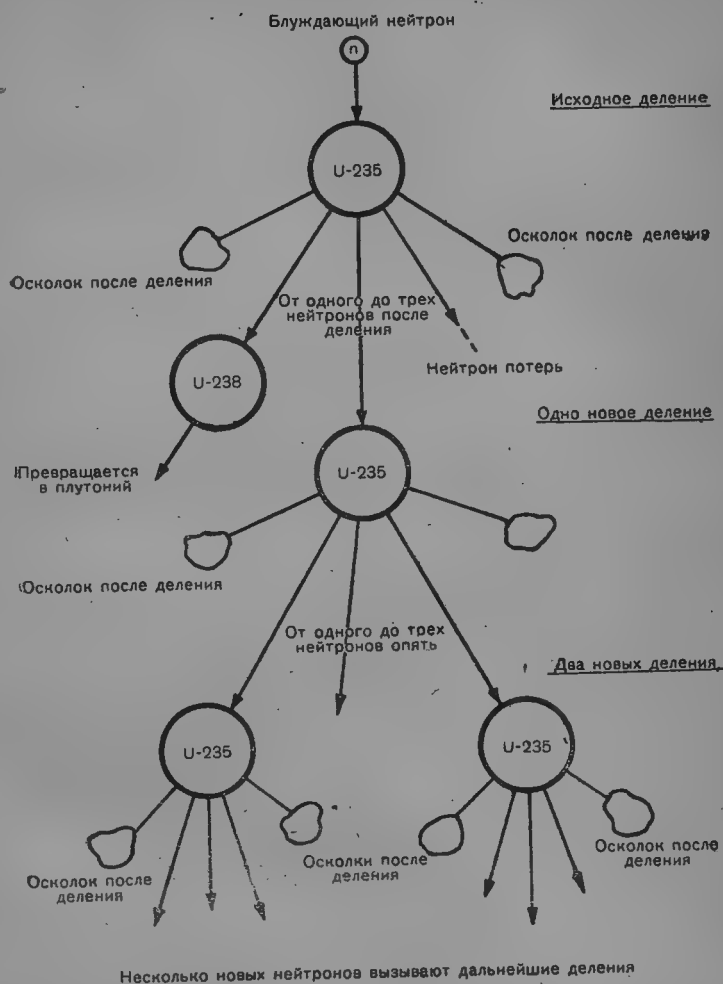 Блуждающий нейтрон
n
Исходное деление
U-235
Осколок после деления
Осколок после деления
От одного до трех
нейтронов после
деления
Нейтрон потерь
U-238
Одно новое деление
Превращается
в плутоний
U-235
Осколок после деления
От одного до трех
нейтронов опять
Два новых деления
U-235
U-235
Осколок после
деления
Осколки после
деления
Осколок после
деления
Несколько новых нейтронов вызывают дальнейшие деления